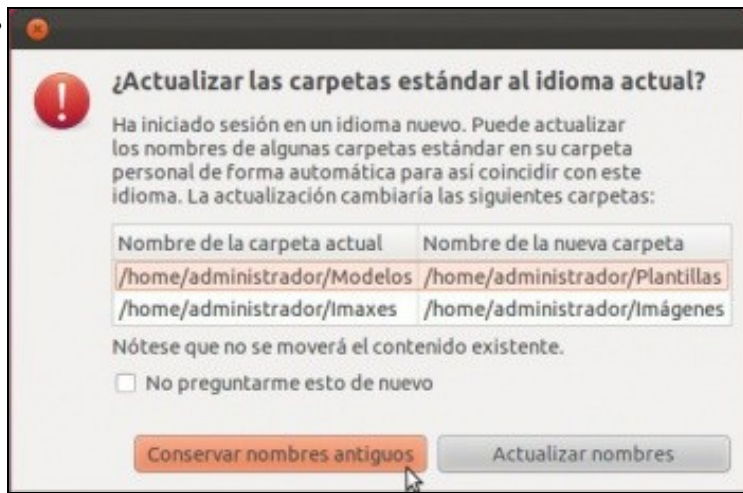 ¿Actualizar las carpetas estándar al idioma actual?
Ha iniciado sesión en un idioma nuevo. Puede actualizar
los nombres de algunas carpetas estándar en su carpeta
personal de forma automática para así coincidir con este
idioma. La actualización cambiaría las siguientes carpetas:
Nombre de la carpeta actual Nombre de la nueva carpeta
/home/administrador/Modelos /home/administrador/Plantillas
/home/administrador/Imaxes /home/administrador/Imágenes
Nótese que no se moverá el contenido existente.
No preguntarme esto de nuevo
Conservar nombres antiguos Actualizar nombres